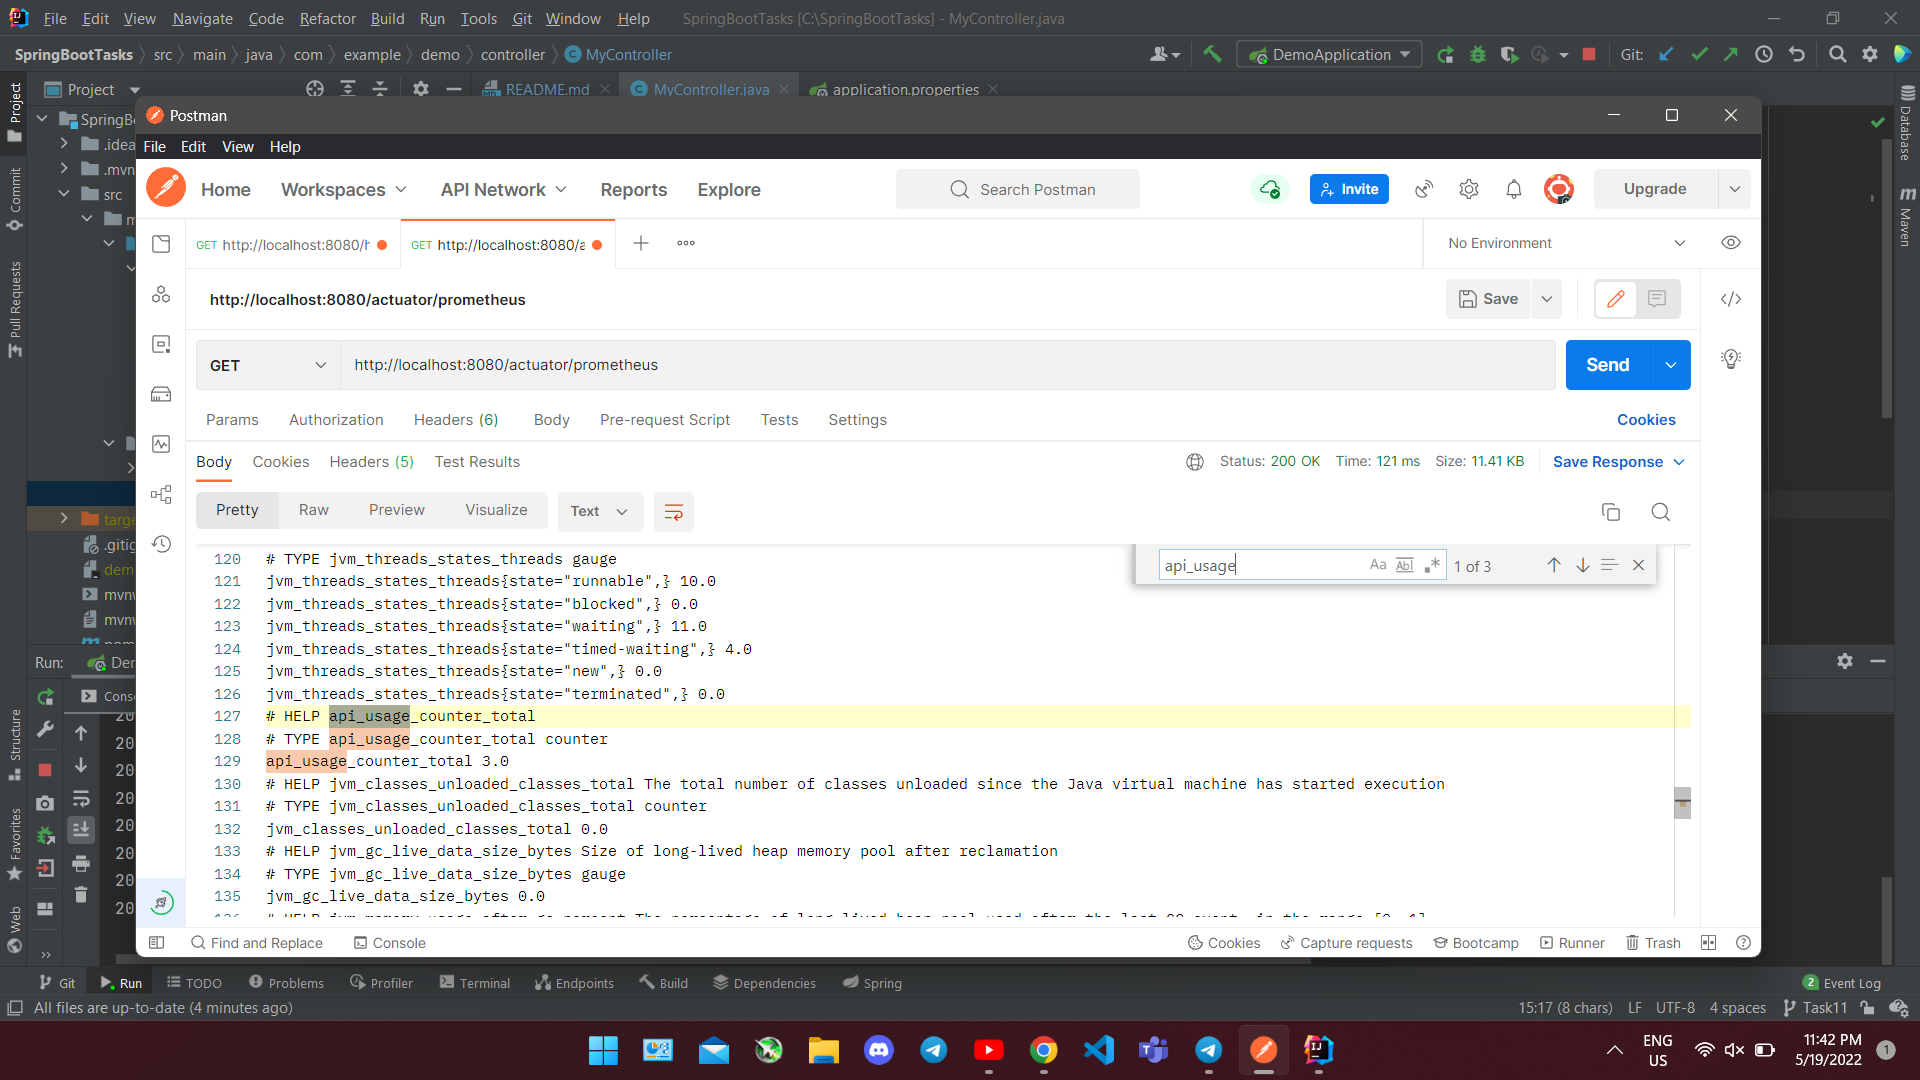 File Edit View Navigate Code Refactor Build Run Tools Git Window Help SpringBootTasks [C:\SpringBootTasks] - MyController.java
SpringBootTasks src main java com example demo controller MyController DemoApplication Git:
Project README.md MyController.java application.properties
Project
Commit
Pull Requests
Structure
Favorites
Web
Database
Maven
.idea
.mvn
src
Postman
File Edit View Help
Home Workspaces API Network Reports Explore Search Postman Invite Upgrade
GET http://localhost:8080/ GET http://localhost:8080/a No Environment
http://localhost:8080/actuator/prometheus Save
GET http://localhost:8080/actuator/prometheus Send
Params Authorization Headers (6) Body Pre-request Script Tests Settings Cookies
Body Cookies Headers (5) Test Results Status: 200 OK Time: 121 ms Size: 11.41 KB Save Response
Pretty Raw Preview Visualize Text
api_usage Aa Abl 1 of 3
120 # TYPE jvm_threads_states_threads gauge
121 jvm_threads_states_threads{state="runnable",} 10.0
122 jvm_threads_states_threads{state="blocked",} 0.0
123 jvm_threads_states_threads{state="waiting",} 11.0
124 jvm_threads_states_threads{state="timed-waiting",} 4.0
125 jvm_threads_states_threads{state="new",} 0.0
126 jvm_threads_states_threads{state="terminated",} 0.0
127 # HELP api_usage_counter_total
128 # TYPE api_usage_counter_total counter
129 api_usage_counter_total 3.0
130 # HELP jvm_classes_unloaded_classes_total The total number of classes unloaded since the Java virtual machine has started execution
131 # TYPE jvm_classes_unloaded_classes_total counter
132 jvm_classes_unloaded_classes_total 0.0
133 # HELP jvm_gc_live_data_size_bytes Size of long-lived heap memory pool after reclamation
134 # TYPE jvm_gc_live_data_size_bytes gauge
135 jvm_gc_live_data_size_bytes 0.0
Find and Replace Console Cookies Capture requests Bootcamp Runner Trash
Run:
Git Run TODO Problems Profiler Terminal Endpoints Build Dependencies Spring 2 Event Log
All files are up-to-date (4 minutes ago) 15:17 (8 chars) LF UTF-8 4 spaces Task11
ENG
US
11:42 PM
5/19/2022
1